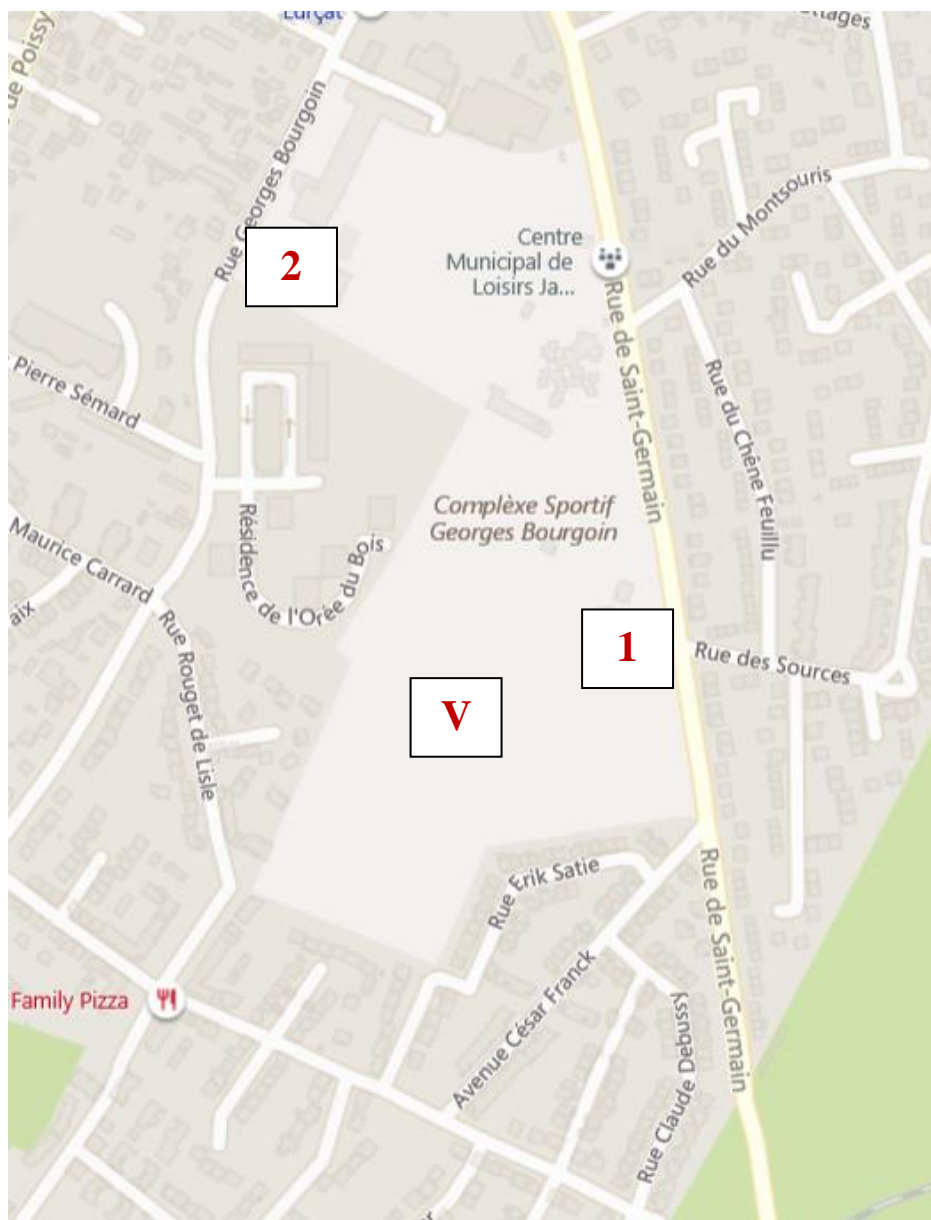 Lurçat
ttages
de Poissy
Rue Georges Bourgoin
Rue du Montsouris
Centre
Municipal de
Loisirs Ja...
2
Rue de Saint-Germain
Pierre Sémard
Rue du Chêne Feuillu
Complèxe Sportif
Georges Bourgoin
Résidence de l'Orée du Bois
Maurice Carrard
aix
Rue Rouget de Lisle
1
Rue des Sources
V
Rue Erik Satie
Rue de Saint-Germain
Family Pizza
Avenue César Franck
Rue Claude Debussy